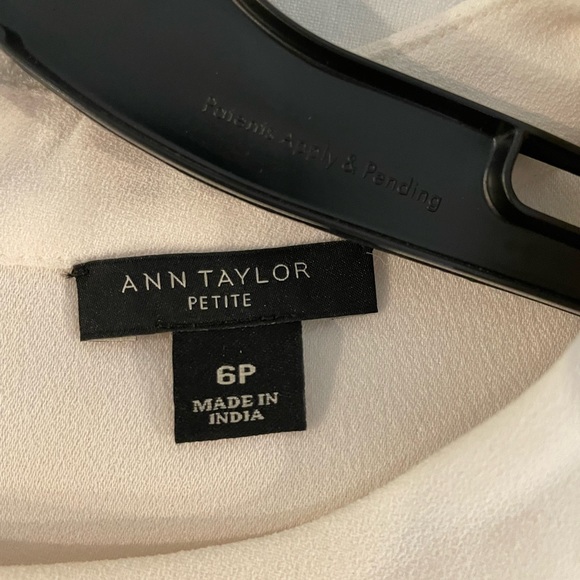 Patents Apply & Pending
ANN TAYLOR
PETITE
6P
MADE IN
INDIA